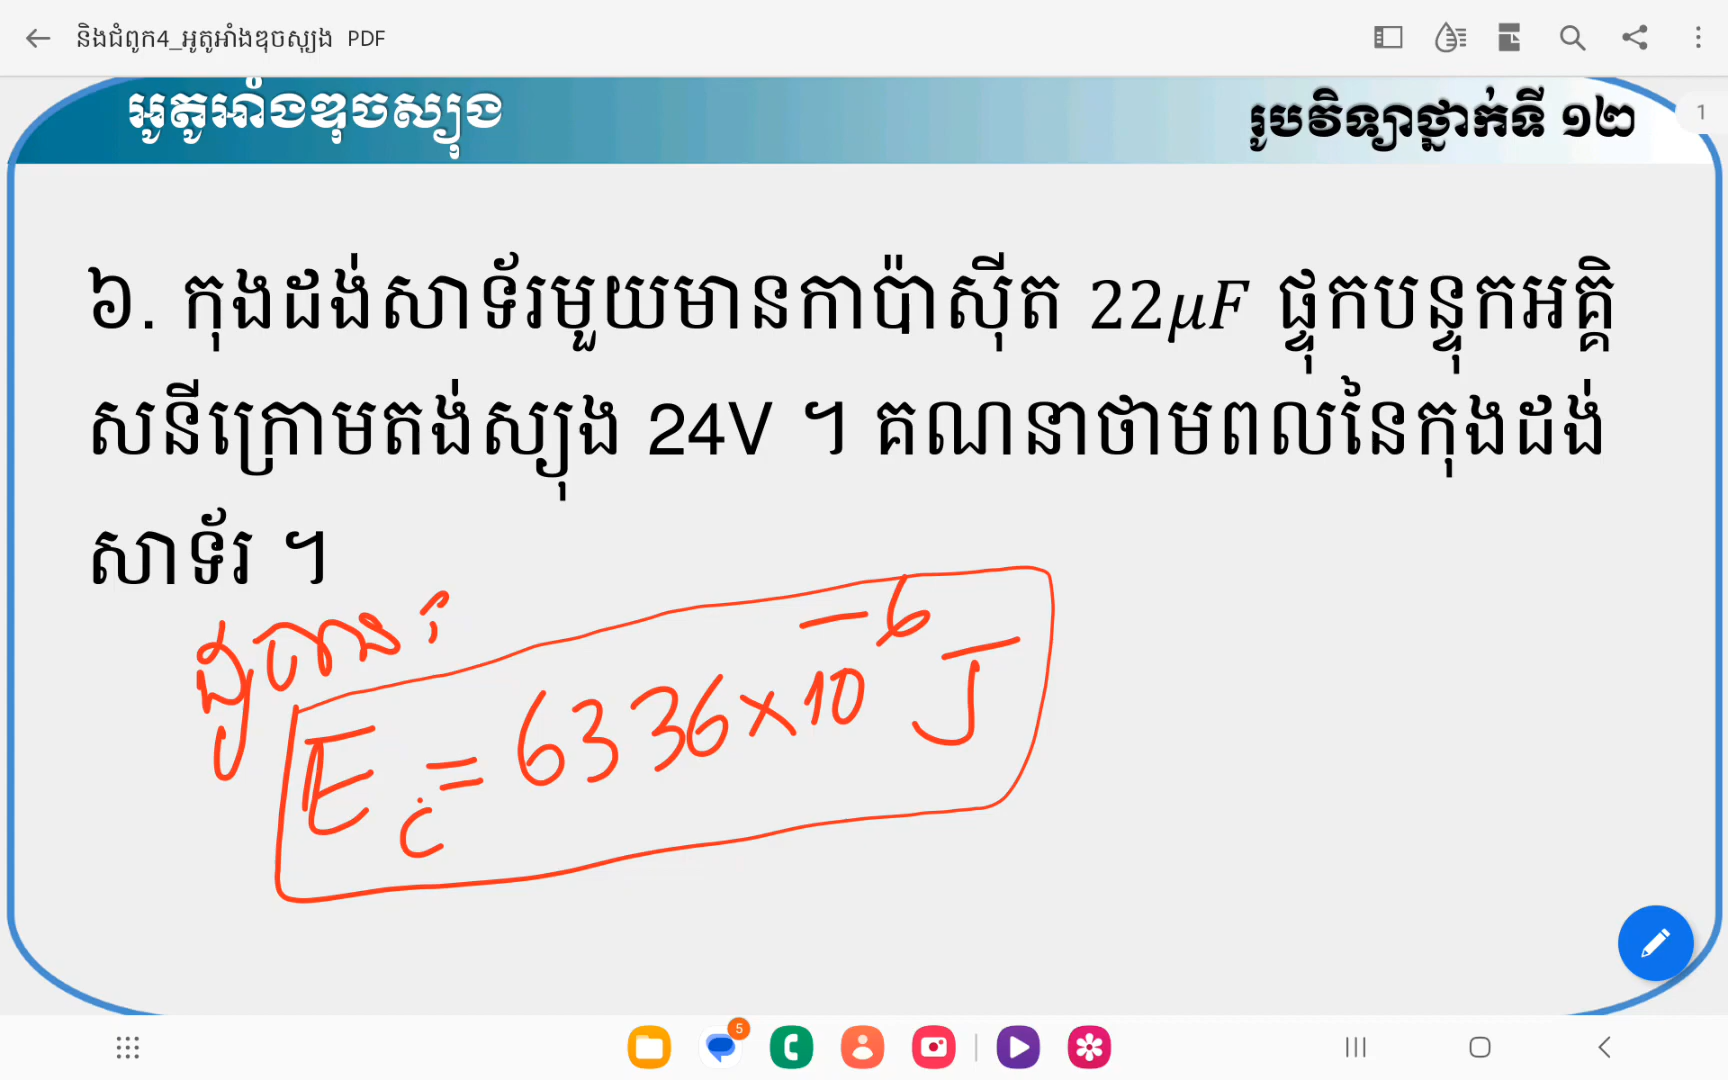 និងជំពូក4_អូតូអាំងឌុចស្យុង PDF
អូតូអាំងឌុចស្យុង
រូបវិទ្យាថ្នាក់ទី ១២
1
៦. កុងដង់សាទ័រមួយមានកាប៉ាស៊ីត 22μF ផ្ទុកបន្ទុកអគ្គិ
សនីក្រោមតង់ស្យុង 24V ។ គណនាថាមពលនៃកុងដង់
សាទ័រ ។
ដូចបាន:
E_c = 6336×10⁻⁶ J
5